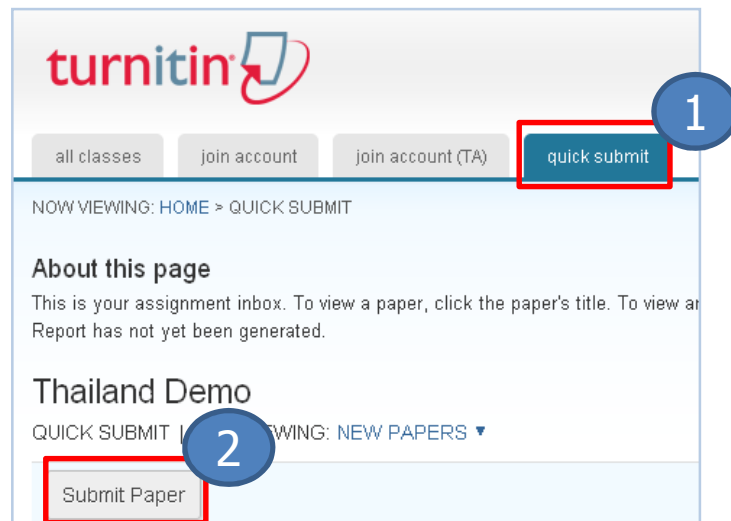 turnitin
1
all classes join account join account (TA) quick submit
NOW VIEWING: HOME > QUICK SUBMIT
About this page
This is your assignment inbox. To view a paper, click the paper's title. To view
Report has not yet been generated.
Thailand Demo
QUICK SUBMIT | NEW PAPERS ▼
2
Submit Paper